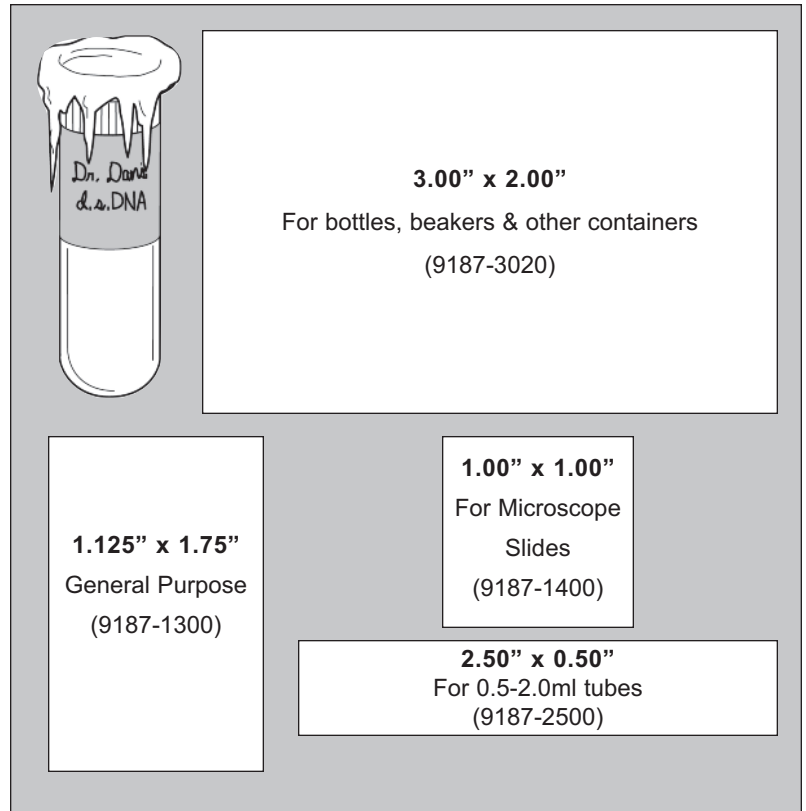 Dr. Davis
d.s.DNA
3.00” x 2.00”
For bottles, beakers & other containers
(9187-3020)
1.125” x 1.75”
General Purpose
(9187-1300)
1.00” x 1.00”
For Microscope
Slides
(9187-1400)
2.50” x 0.50”
For 0.5-2.0ml tubes
(9187-2500)